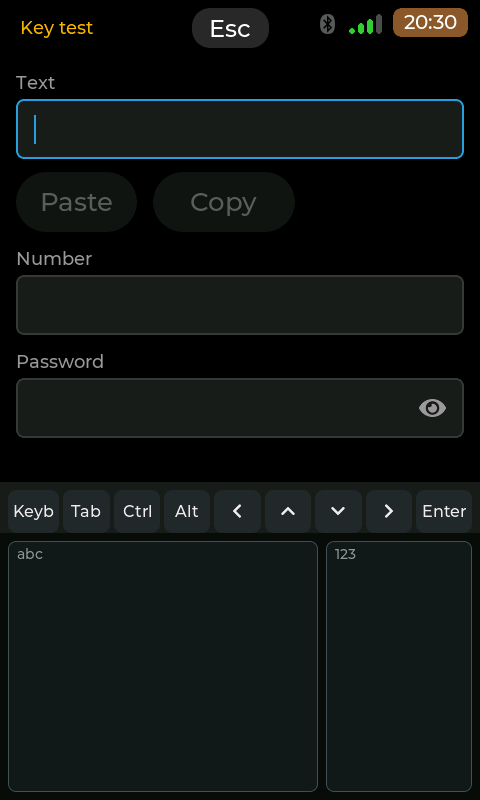 Key test
Esc
20:30
Text
Paste
Copy
Number
Password
Keyb
Tab
Ctrl
Alt
Enter
abc
123